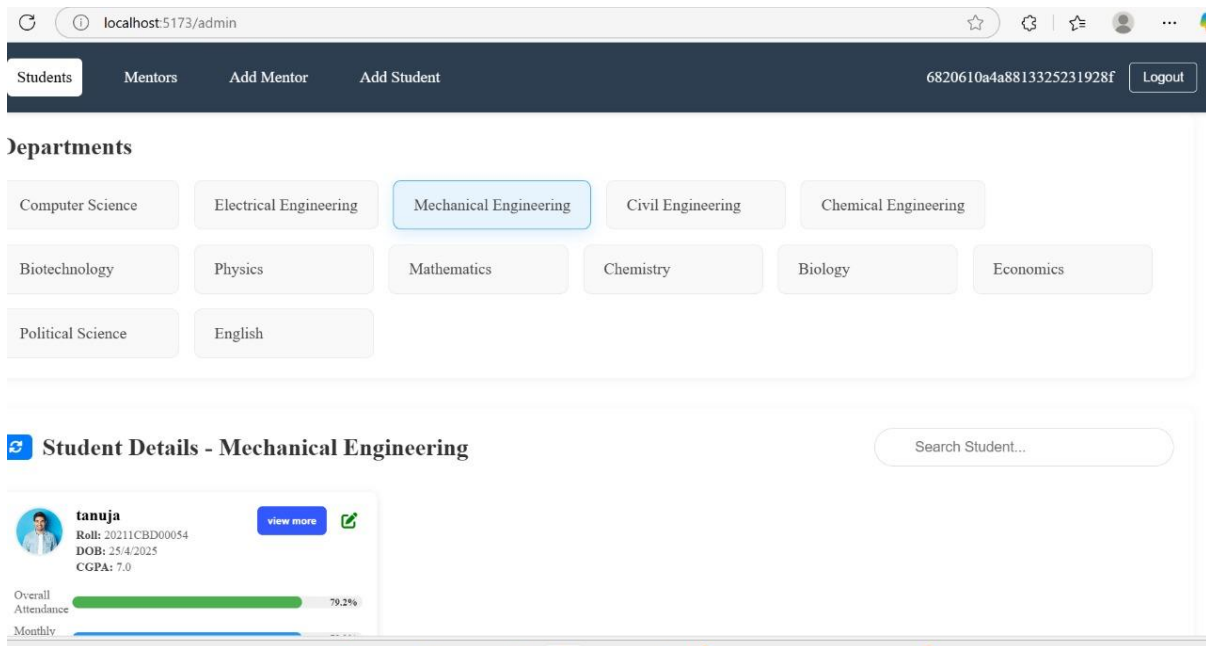 localhost:5173/admin
Students Mentors Add Mentor Add Student 6820610a4a8813325231928f Logout
Departments
Computer Science Electrical Engineering Mechanical Engineering Civil Engineering Chemical Engineering
Biotechnology Physics Mathematics Chemistry Biology Economics
Political Science English
Student Details - Mechanical Engineering Search Student...
tanuja view more
Roll: 20211CBD00054
DOB: 25/4/2025
CGPA: 7.0
Overall
Attendance 79.2%
Monthly